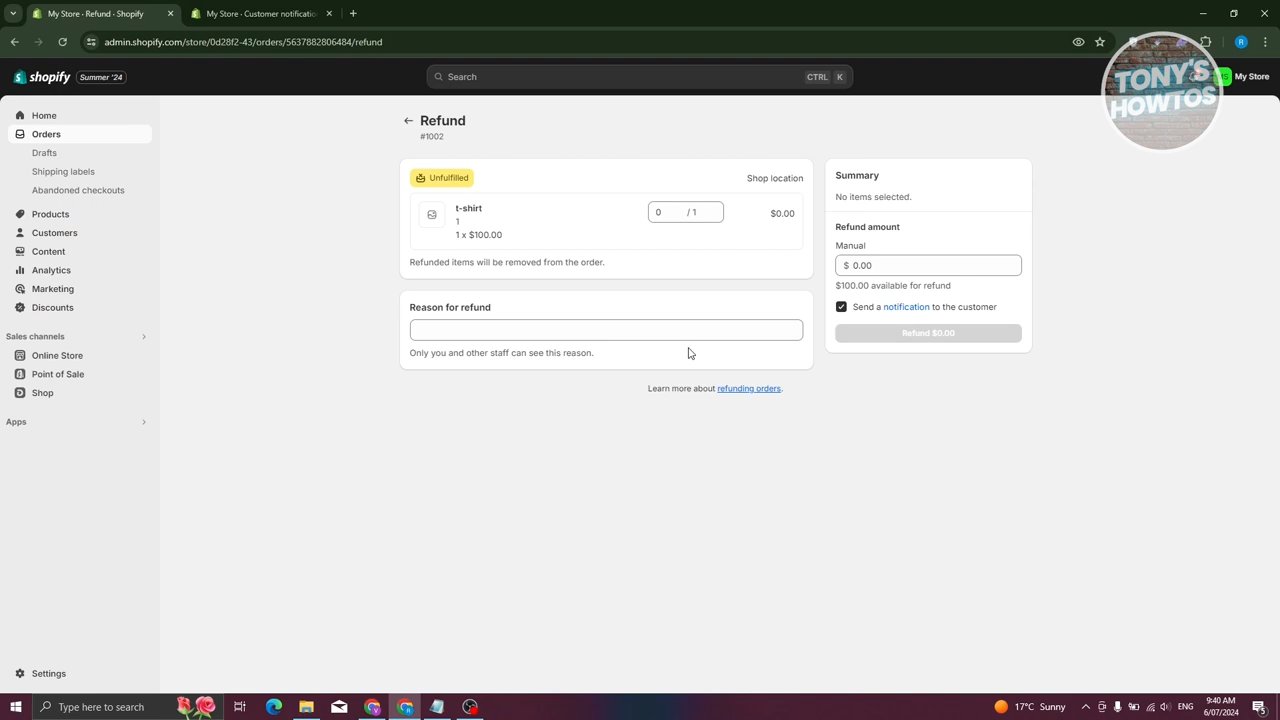 My Store - Refund - Shopify
My Store - Customer notificatio
admin.shopify.com/store/0d28f2-43/orders/5637882806484/refund
R
shopify
Summer '24
Search
CTRL K
My Store
TONY'S
HOWTOS
Home
Orders
Drafts
Shipping labels
Abandoned checkouts
Products
Customers
Content
Analytics
Marketing
Discounts
Sales channels
Online Store
Point of Sale
Shop
Apps
Settings
Refund
#1002
Unfulfilled
Shop location
t-shirt
1
1 x $100.00
0 / 1
$0.00
Refunded items will be removed from the order.
Reason for refund
Only you and other staff can see this reason.
Learn more about refunding orders.
Summary
No items selected.
Refund amount
Manual
$ 0.00
$100.00 available for refund
Send a notification to the customer
Refund $0.00
Type here to search
17°C Sunny
ENG
9:40 AM
6/07/2024